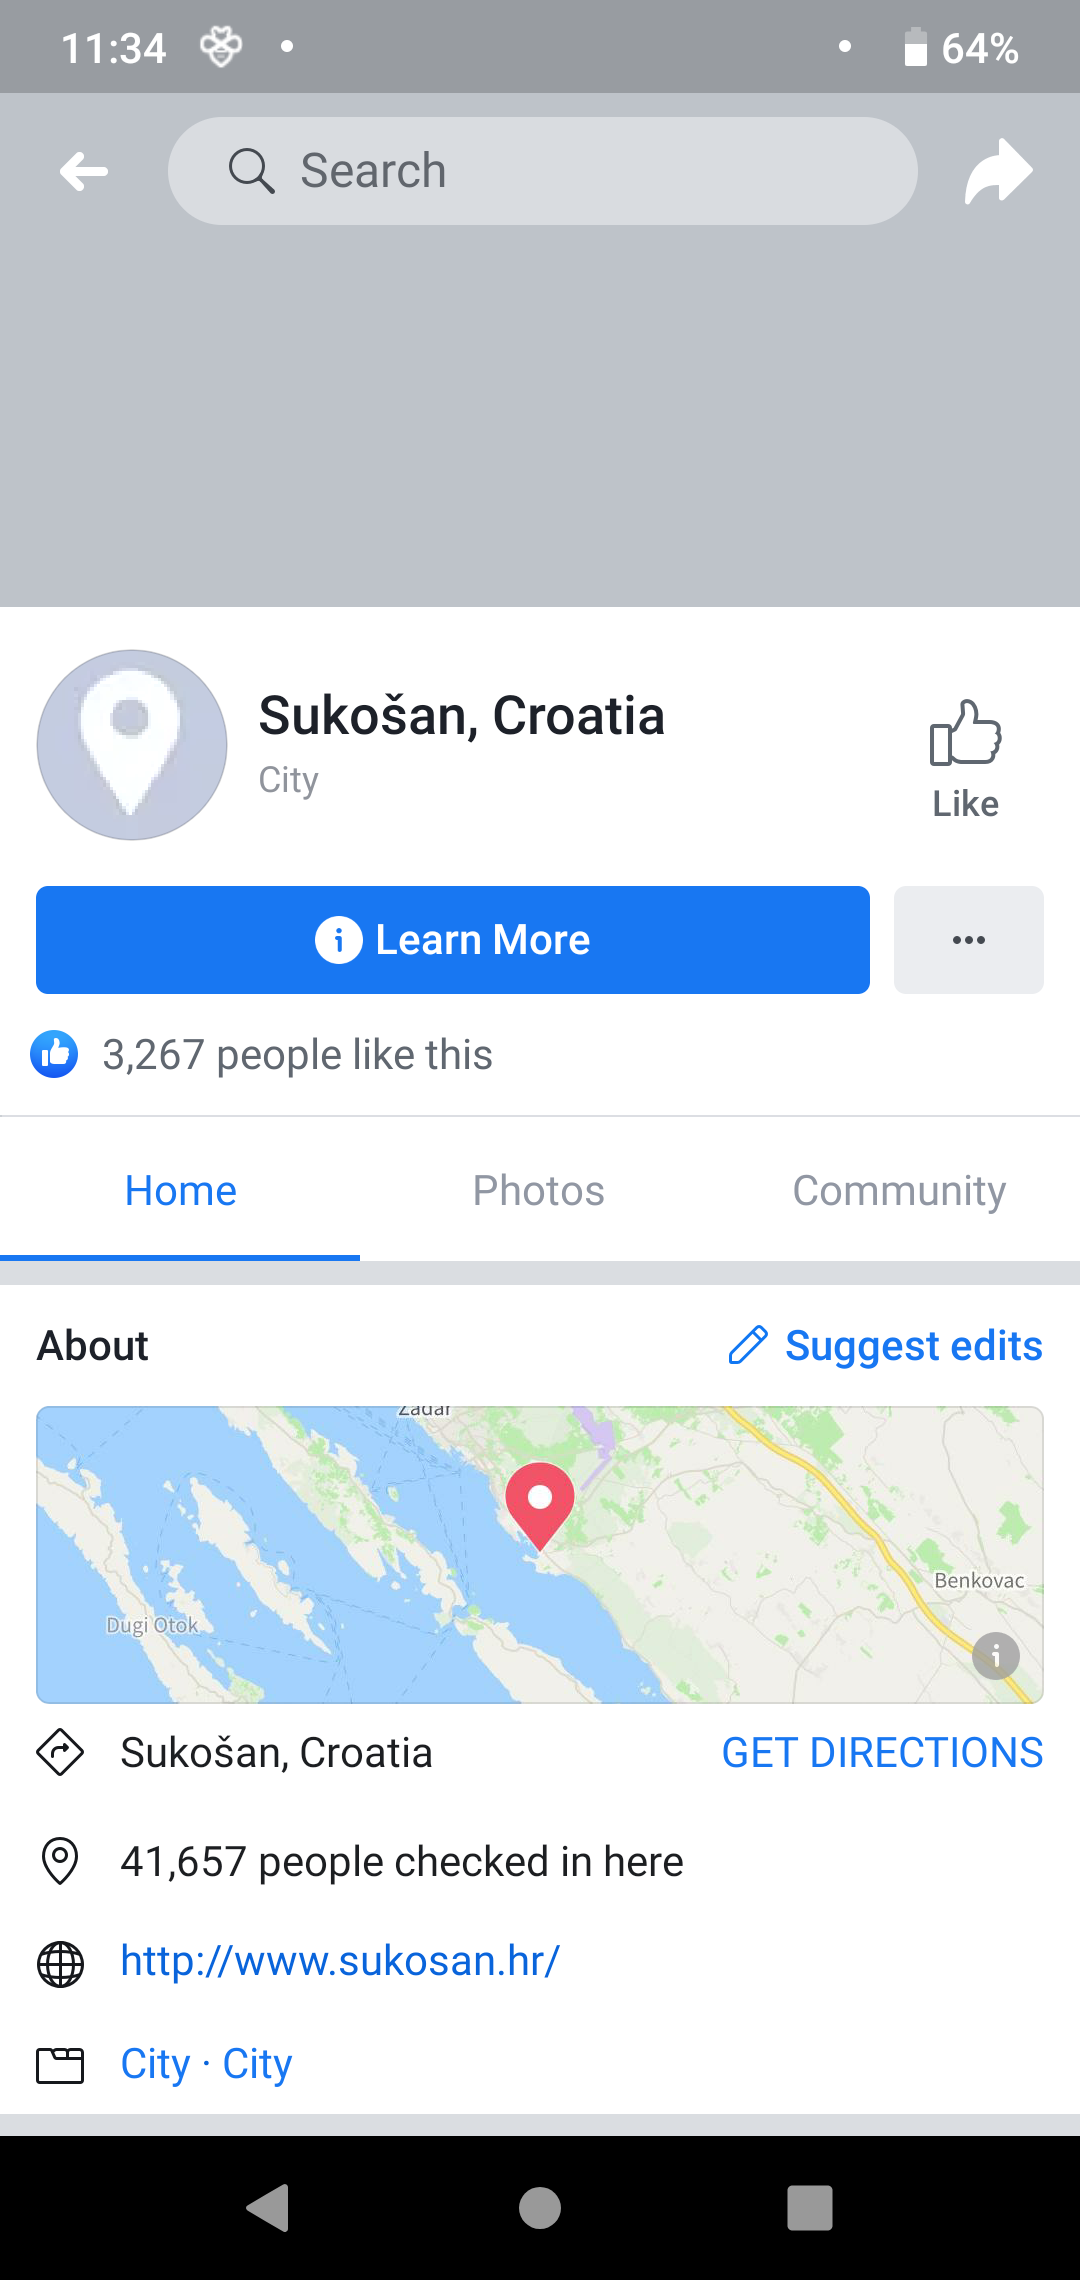 11:34
64%
Search
Sukošan, Croatia
City
Like
Learn More
3,267 people like this
Home
Photos
Community
About
Suggest edits
Zadar
Dugi Otok
Benkovac
Sukošan, Croatia
GET DIRECTIONS
41,657 people checked in here
http://www.sukosan.hr/
City · City